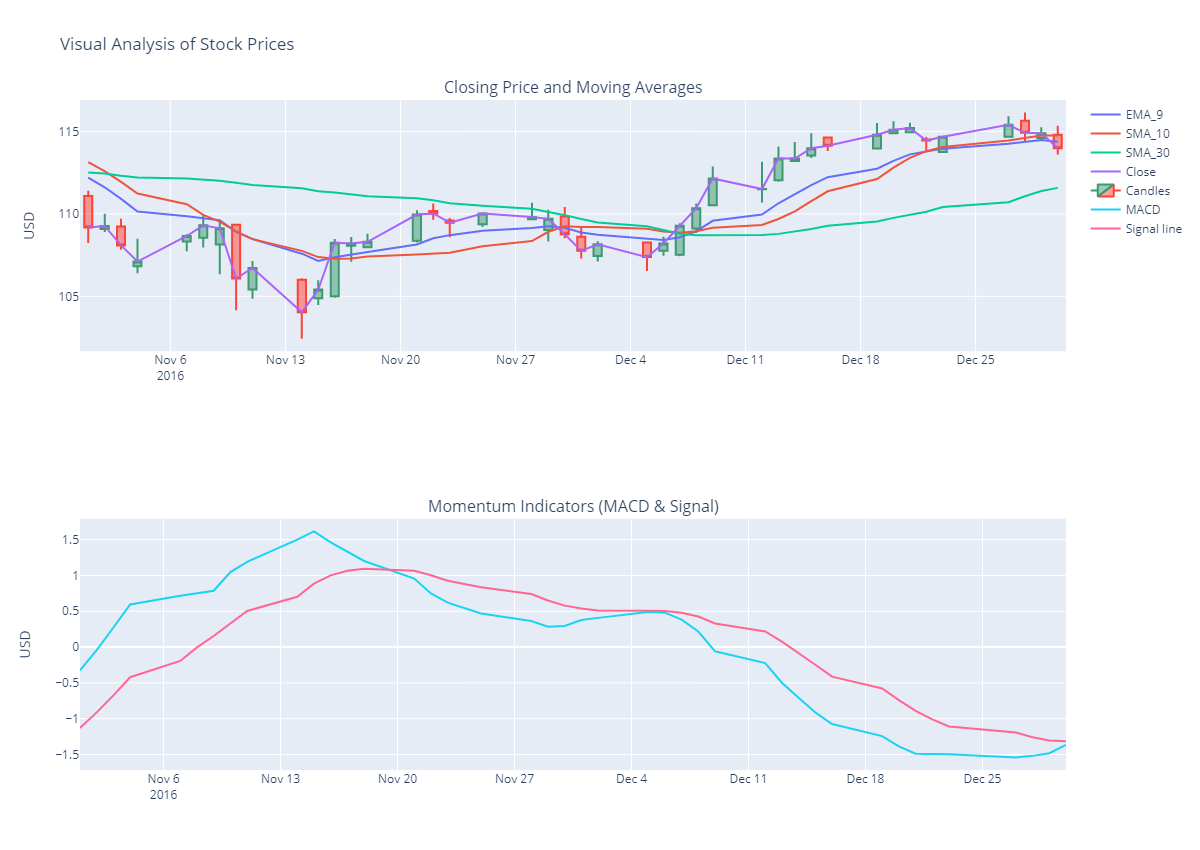 Visual Analysis of Stock Prices
Closing Price and Moving Averages
115
110
105
USD
Nov 6
2016
Nov 13
Nov 20
Nov 27
Dec 4
Dec 11
Dec 18
Dec 25
EMA_9
SMA_10
SMA_30
Close
Candles
MACD
Signal line
Momentum Indicators (MACD & Signal)
1.5
1
0.5
0
−0.5
−1
−1.5
USD
Nov 6
2016
Nov 13
Nov 20
Nov 27
Dec 4
Dec 11
Dec 18
Dec 25